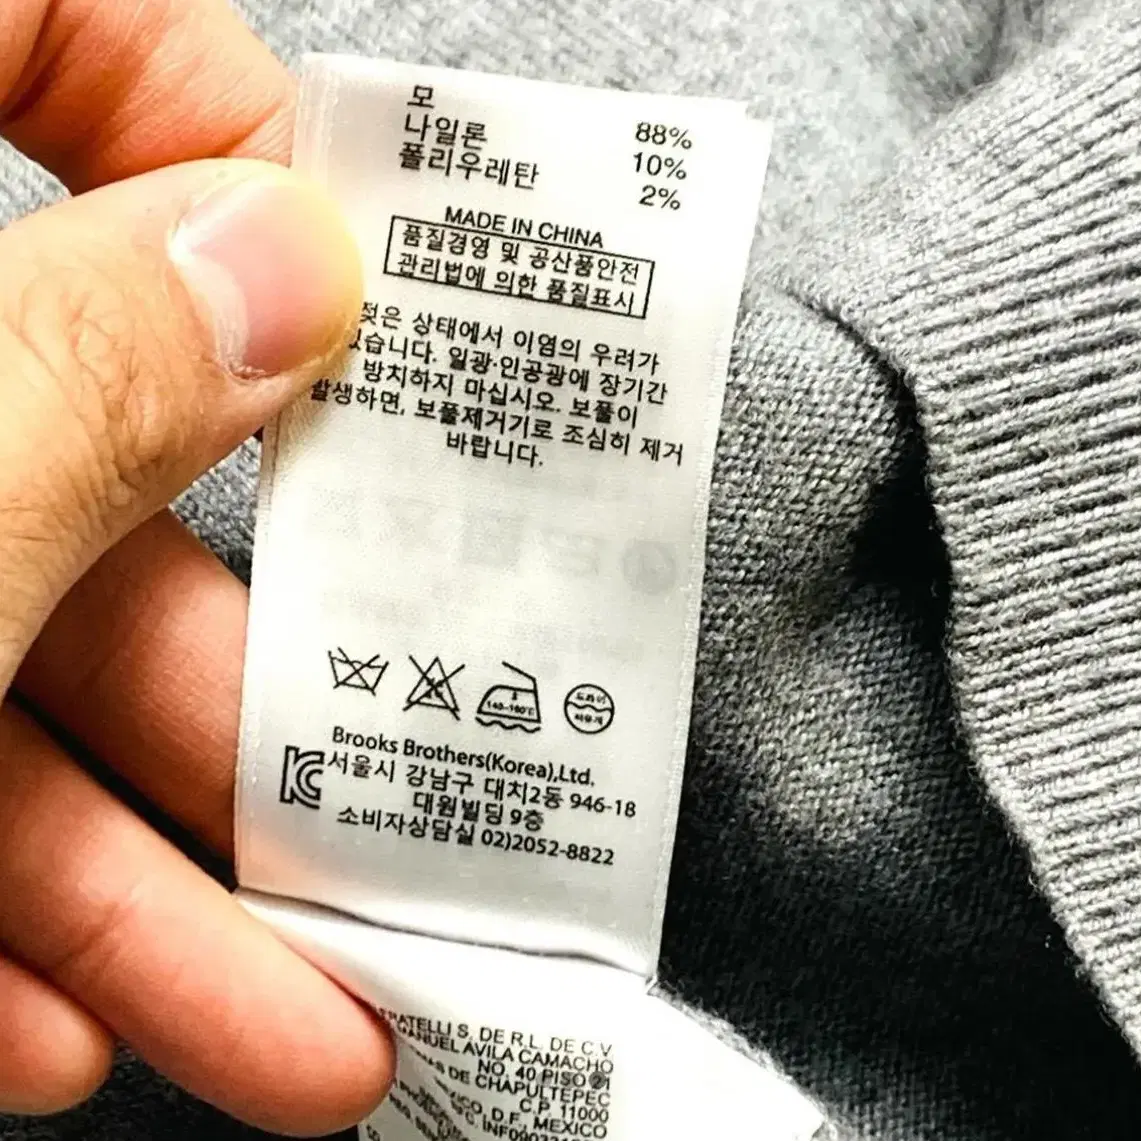 모 88%
나일론 10%
폴리우레탄 2%
MADE IN CHINA
품질경영 및 공산품안전
관리법에 의한 품질표시
젖은 상태에서 이염의 우려가
있습니다. 일광·인공광에 장기간
방치하지 마십시오. 보풀이
발생하면, 보풀제거기로 조심히 제거
바랍니다.
140~160℃
드라이
Brooks Brothers(Korea),Ltd.
서울시 강남구 대치2동 946-18
대원빌딩 9층
소비자상담실 02)2052-8822
FRATELLI S. DE R.L. DE C.V
MANUEL AVILA CAMACHO
NO. 40 PISO 21
DE CHAPULTEPEC
C.P. 11000
D.F., MEXICO